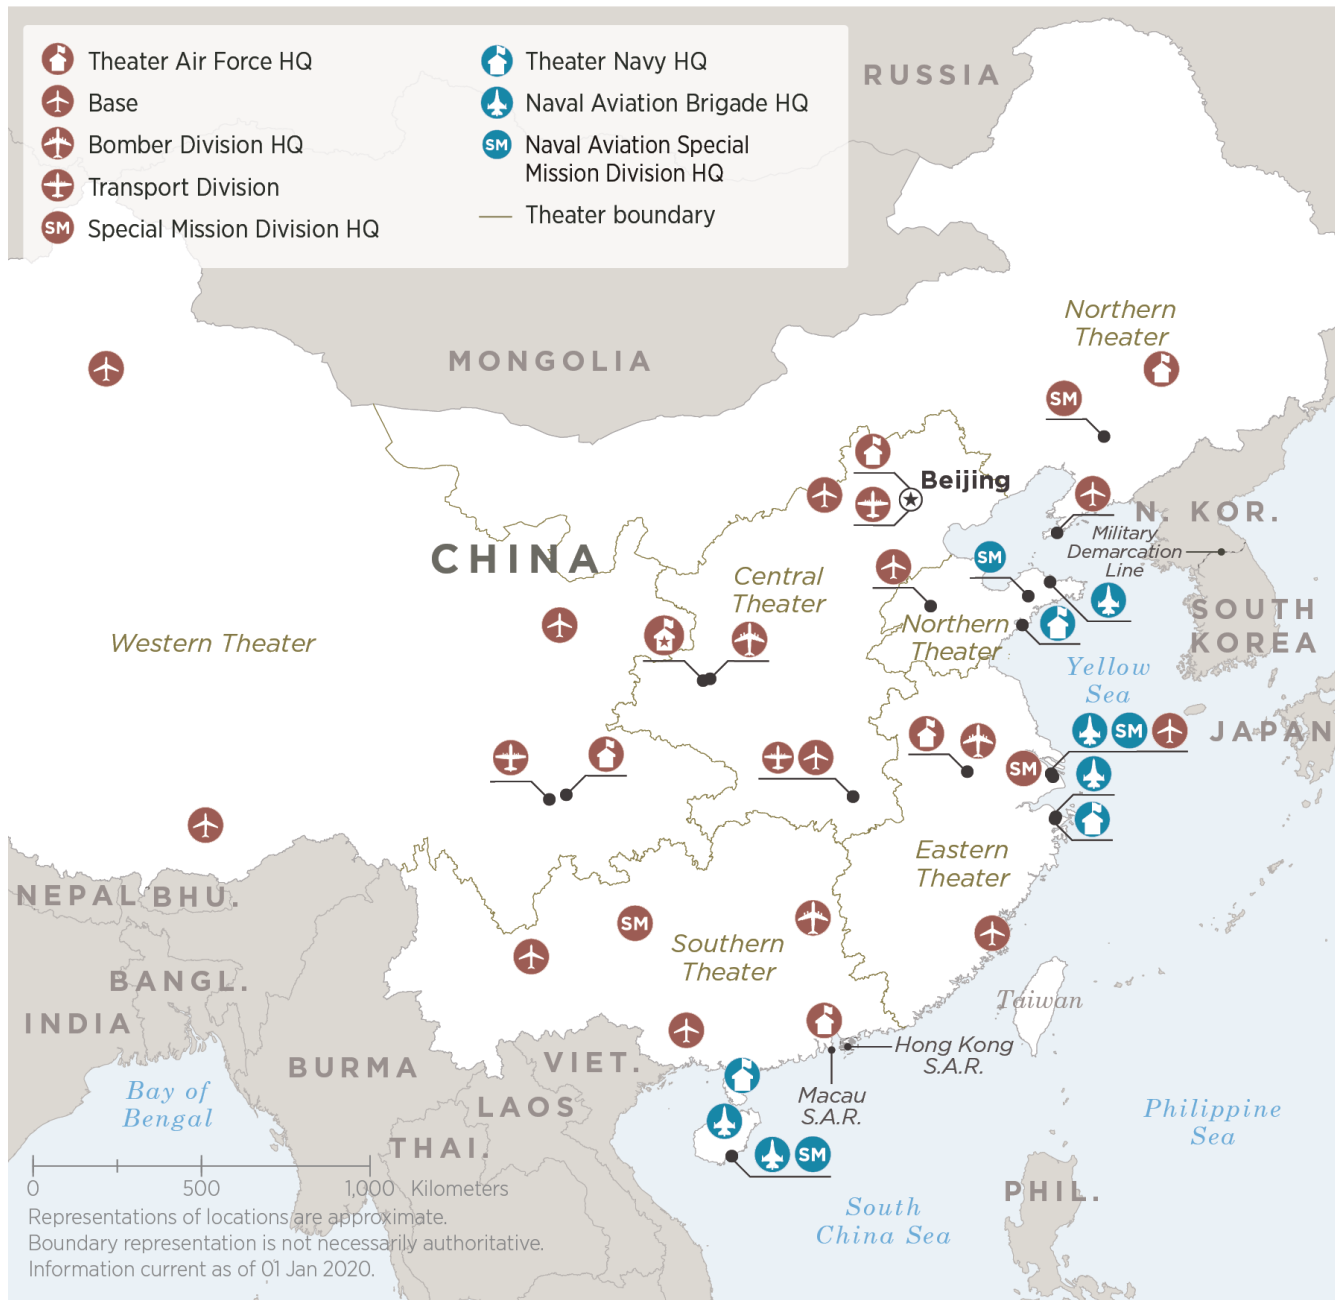 Theater Air Force HQ
Base
Bomber Division HQ
Transport Division
SM
Special Mission Division HQ
Theater Navy HQ
Naval Aviation Brigade HQ
SM
Naval Aviation Special
Mission Division HQ
Theater boundary
RUSSIA
MONGOLIA
Northern
Theater
SM
Beijing
N. KOR.
Military
Demarcation
Line
CHINA
SM
Central
Theater
SOUTH
KOREA
Western Theater
Northern
Theater
Yellow
Sea
SM
JAPAN
SM
Eastern
Theater
NEPAL
BHU.
SM
Southern
Theater
BANGL.
INDIA
Taiwan
BURMA
VIET.
Hong Kong
S.A.R.
Bay of
Bengal
LAOS
Macau
S.A.R.
Philippine
Sea
THAI.
SM
0
500
1,000
Kilometers
PHIL.
South
China Sea
Representations of locations are approximate.
Boundary representation is not necessarily authoritative.
Information current as of 01 Jan 2020.